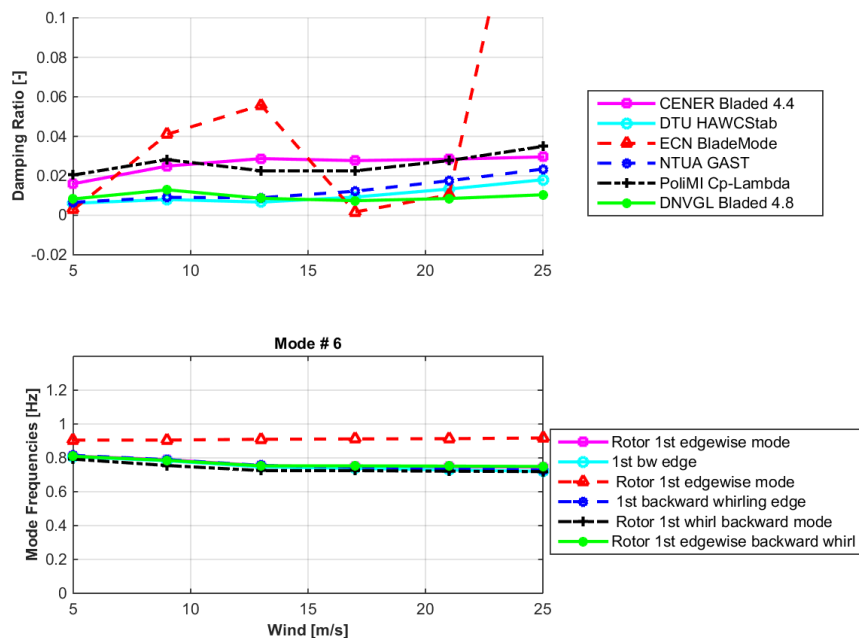 0.1
0.08
0.06
0.04
0.02
0
-0.02
Damping Ratio [-]
5
10
15
20
25
CENER Bladed 4.4
DTU HAWCStab
ECN BladeMode
NTUA GAST
PoliMI Cp-Lambda
DNVGL Bladed 4.8
Mode # 6
1.2
1
0.8
0.6
0.4
0.2
0
Mode Frequencies [Hz]
5
10
15
20
25
Wind [m/s]
Rotor 1st edgewise mode
1st bw edge
Rotor 1st edgewise mode
1st backward whirling edge
Rotor 1st whirl backward mode
Rotor 1st edgewise backward whirl